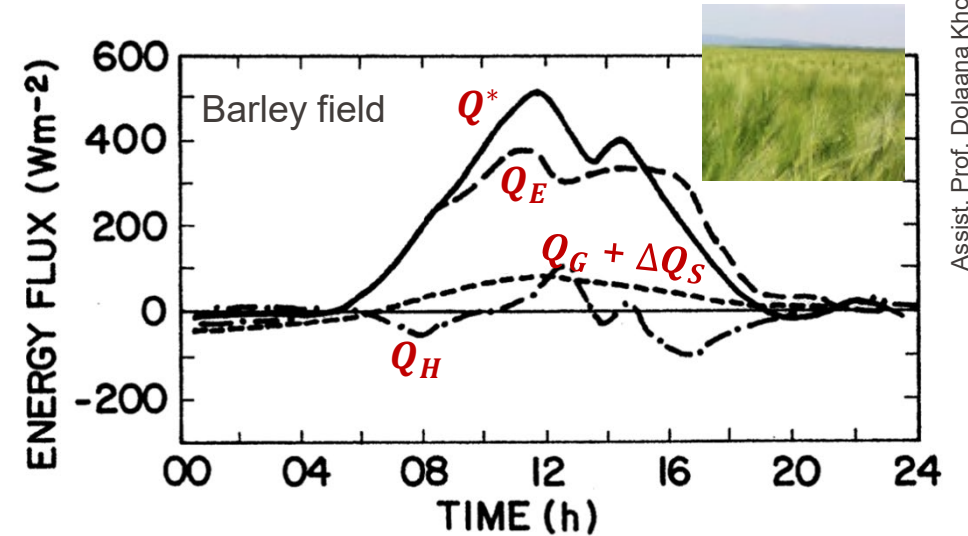 600
400
200
0
-200
ENERGY FLUX (Wm-2)
Barley field
Q*
Q_E
Q_G + ΔQ_S
Q_H
00 04 08 12 16 20 24
TIME (h)
Assist. Prof. Dolaana